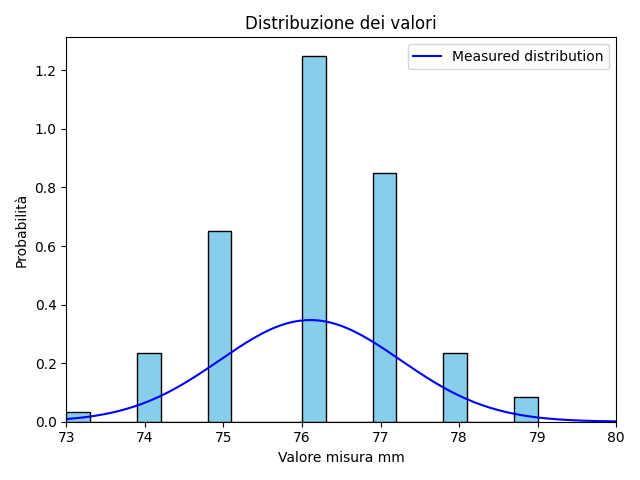 Distribuzione dei valori
Measured distribution
Probabilità
1.2
1.0
0.8
0.6
0.4
0.2
0.0
73 74 75 76 77 78 79 80
Valore misura mm